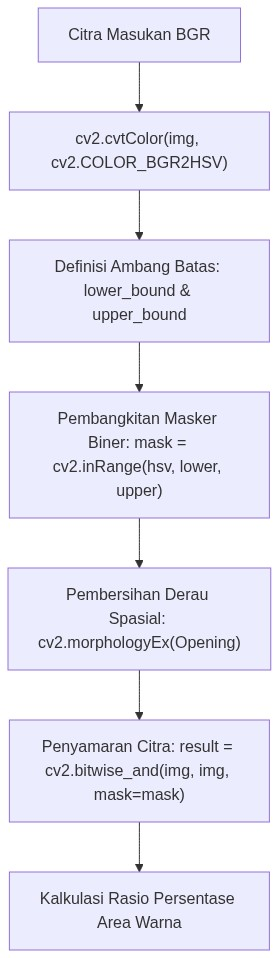 Citra Masukan BGR
cv2.cvtColor(img,
cv2.COLOR_BGR2HSV)
Definisi Ambang Batas:
lower_bound &
upper_bound
Pembangkitan Masker
Biner: mask =
cv2.inRange(hsv, lower,
upper)
Pembersihan Derau
Spasial:
cv2.morphologyEx(Opening)
Penyamaran Citra: result =
cv2.bitwise_and(img, img,
mask=mask)
Kalkulasi Rasio Persentase
Area Warna